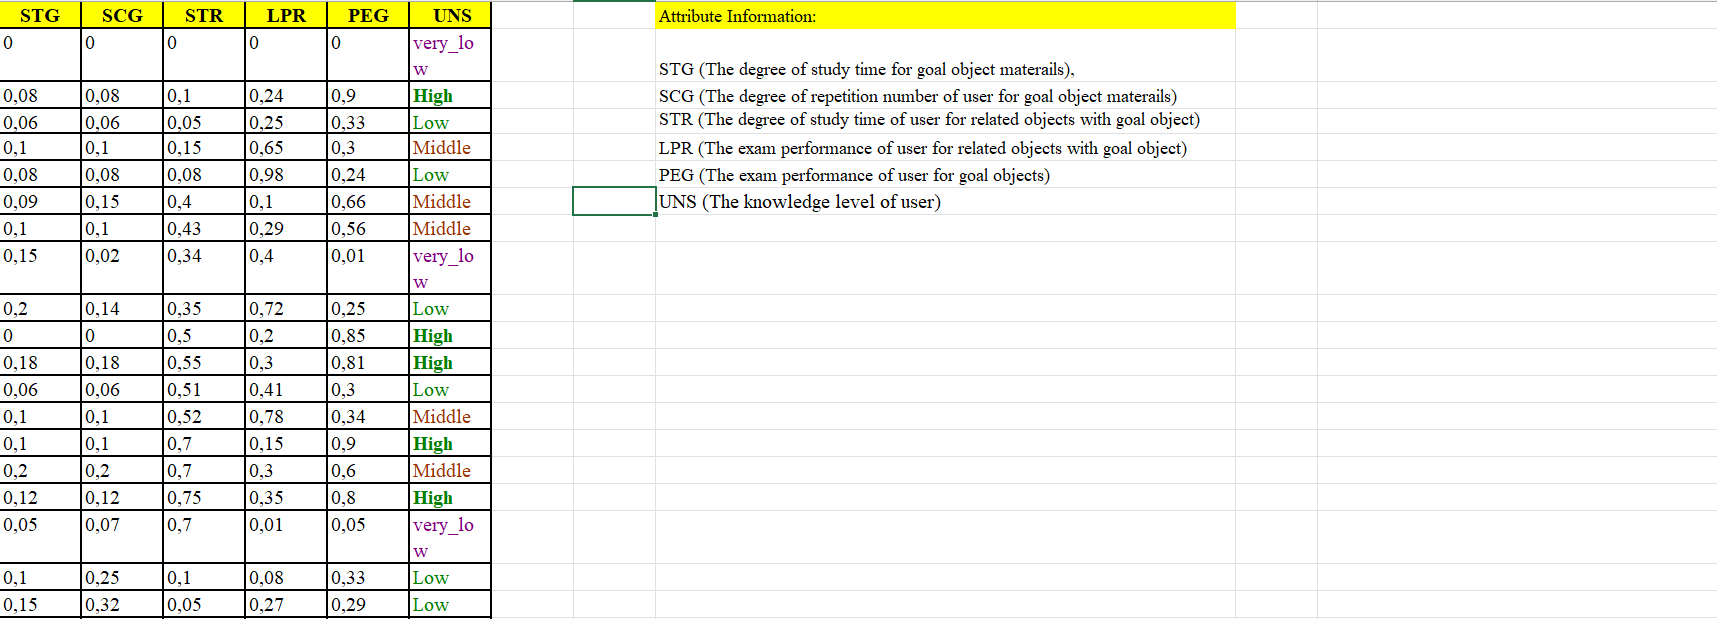 STG SCG STR LPR PEG UNS Attribute Information:
0 0 0 0 0 very_lo
w STG (The degree of study time for goal object materails),
0,08 0,08 0,1 0,24 0,9 High SCG (The degree of repetition number of user for goal object materails)
0,06 0,06 0,05 0,25 0,33 Low STR (The degree of study time of user for related objects with goal object)
0,1 0,1 0,15 0,65 0,3 Middle LPR (The exam performance of user for related objects with goal object)
0,08 0,08 0,08 0,98 0,24 Low PEG (The exam performance of user for goal objects)
0,09 0,15 0,4 0,1 0,66 Middle UNS (The knowledge level of user)
0,1 0,1 0,43 0,29 0,56 Middle
0,15 0,02 0,34 0,4 0,01 very_lo
w
0,2 0,14 0,35 0,72 0,25 Low
0 0 0,5 0,2 0,85 High
0,18 0,18 0,55 0,3 0,81 High
0,06 0,06 0,51 0,41 0,3 Low
0,1 0,1 0,52 0,78 0,34 Middle
0,1 0,1 0,7 0,15 0,9 High
0,2 0,2 0,7 0,3 0,6 Middle
0,12 0,12 0,75 0,35 0,8 High
0,05 0,07 0,7 0,01 0,05 very_lo
w
0,1 0,25 0,1 0,08 0,33 Low
0,15 0,32 0,05 0,27 0,29 Low